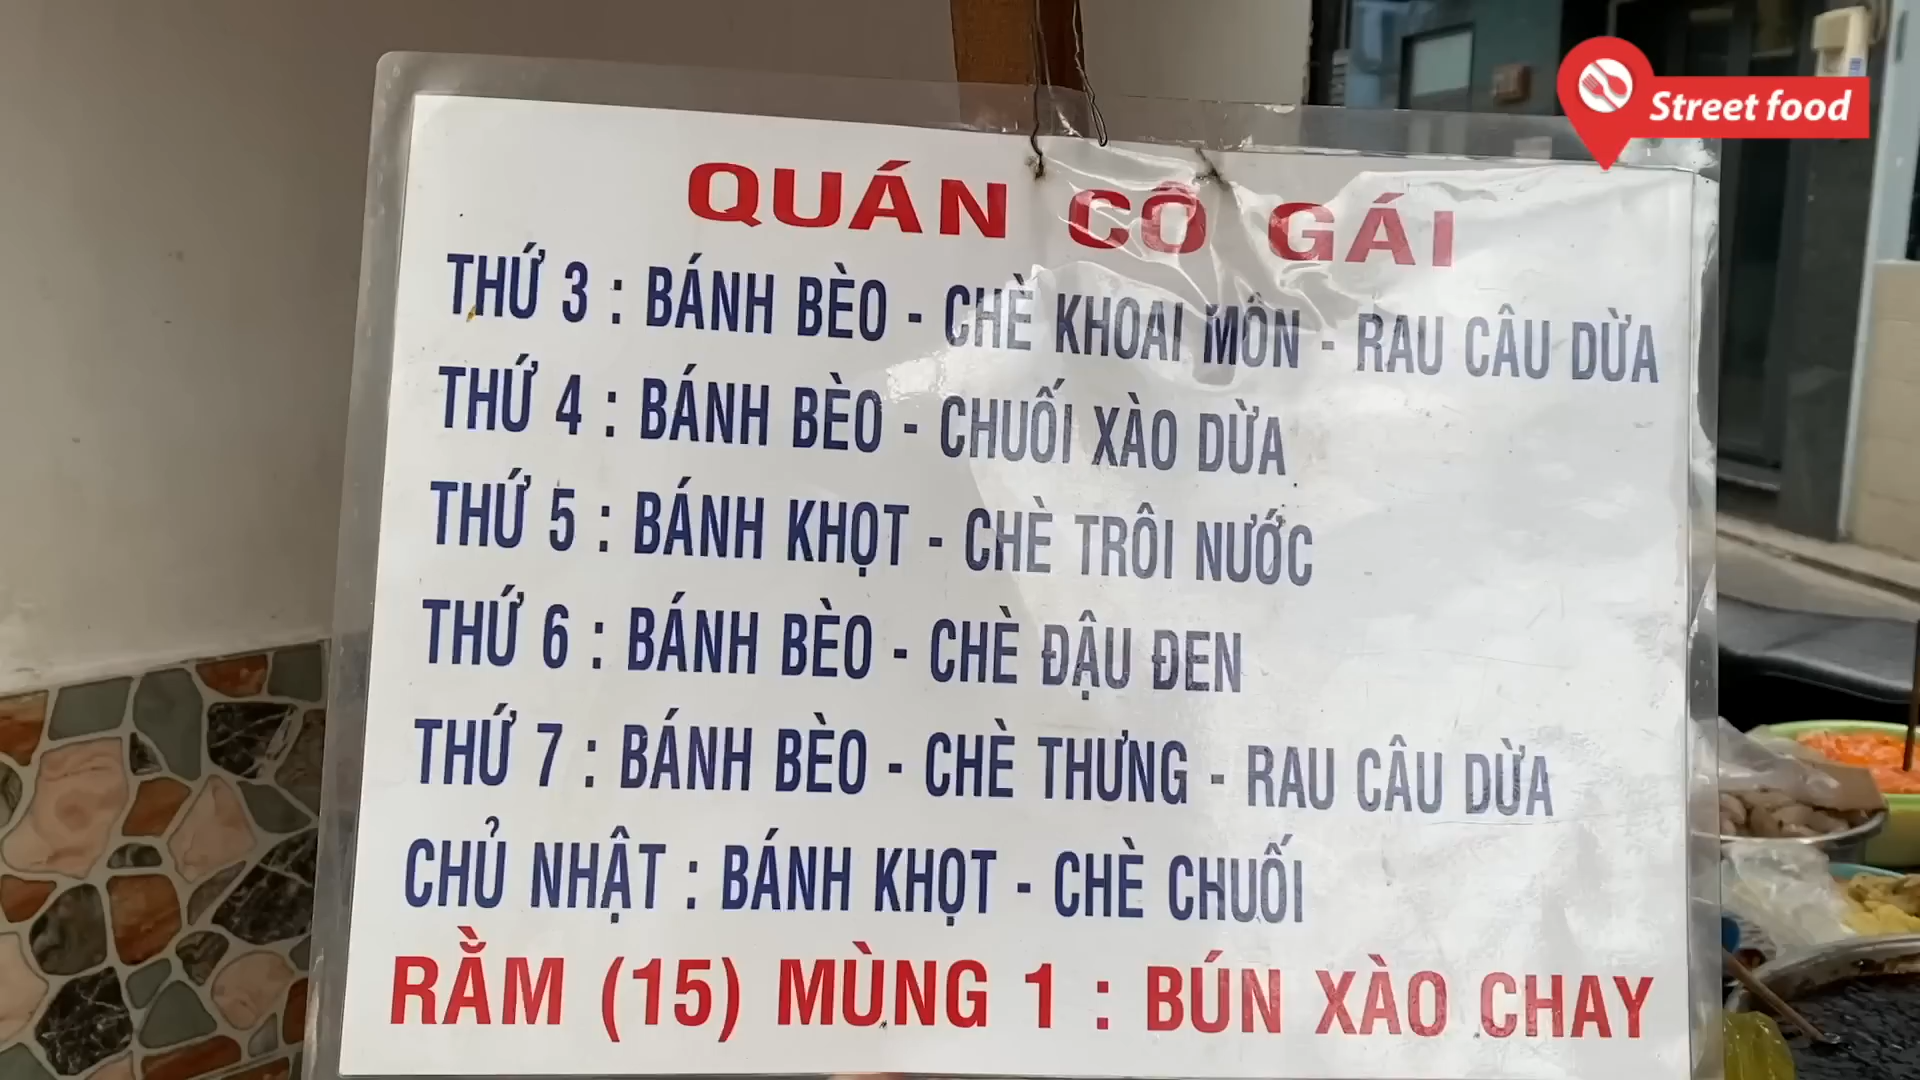 Street food
QUÁN CÔ GÁI
THỨ 3 : BÁNH BÈO - CHÈ KHOAI MÔN - RAU CÂU DỪA
THỨ 4 : BÁNH BÈO - CHUỐI XÀO DỪA
THỨ 5 : BÁNH KHỌT - CHÈ TRÔI NƯỚC
THỨ 6 : BÁNH BÈO - CHÈ ĐẬU ĐEN
THỨ 7 : BÁNH BÈO - CHÈ THƯNG - RAU CÂU DỪA
CHỦ NHẬT : BÁNH KHỌT - CHÈ CHUỐI
RẰM (15) MÙNG 1 : BÚN XÀO CHAY